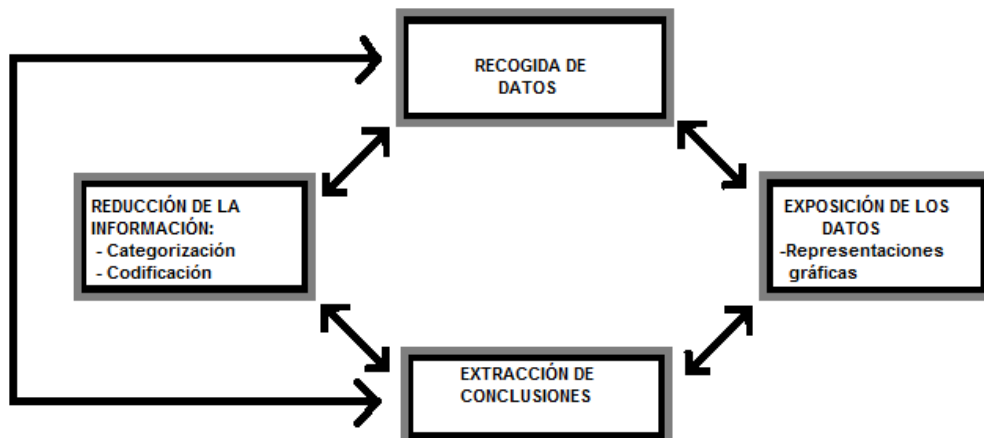 RECOGIDA DE
DATOS
REDUCCIÓN DE LA
INFORMACIÓN:
- Categorización
- Codificación
EXPOSICIÓN DE LOS
DATOS
-Representaciones
gráficas
EXTRACCIÓN DE
CONCLUSIONES